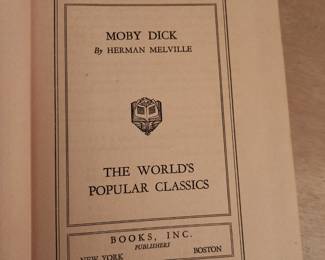 MOBY DICK
By HERMAN MELVILLE
THE WORLD'S
POPULAR CLASSICS
BOOKS, INC.
PUBLISHERS
NEW YORK BOSTON